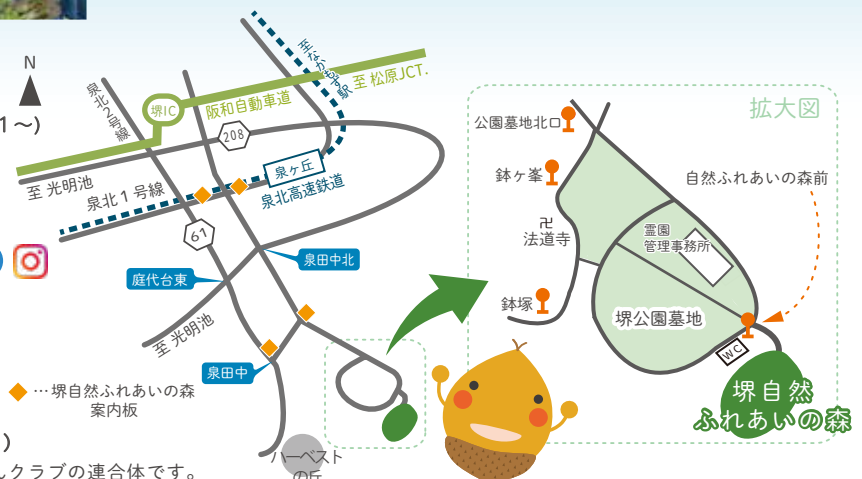 N
1～)
泉北2号線
堺IC
阪和自動車道
至なかもず駅
至 松原JCT.
208
至 光明池
泉北1号線
泉ヶ丘
泉北高速鉄道
61
泉田中北
庭代台東
至 光明池
泉田中
…堺自然ふれあいの森
案内板
ハーベスト
の丘
)
クラブの連合体です。
拡大図
公園墓地北口
鉢ヶ峯
自然ふれあいの森前
卍
法道寺
霊園
管理事務所
鉢塚
堺公園墓地
WC
堺自然
ふれあいの森